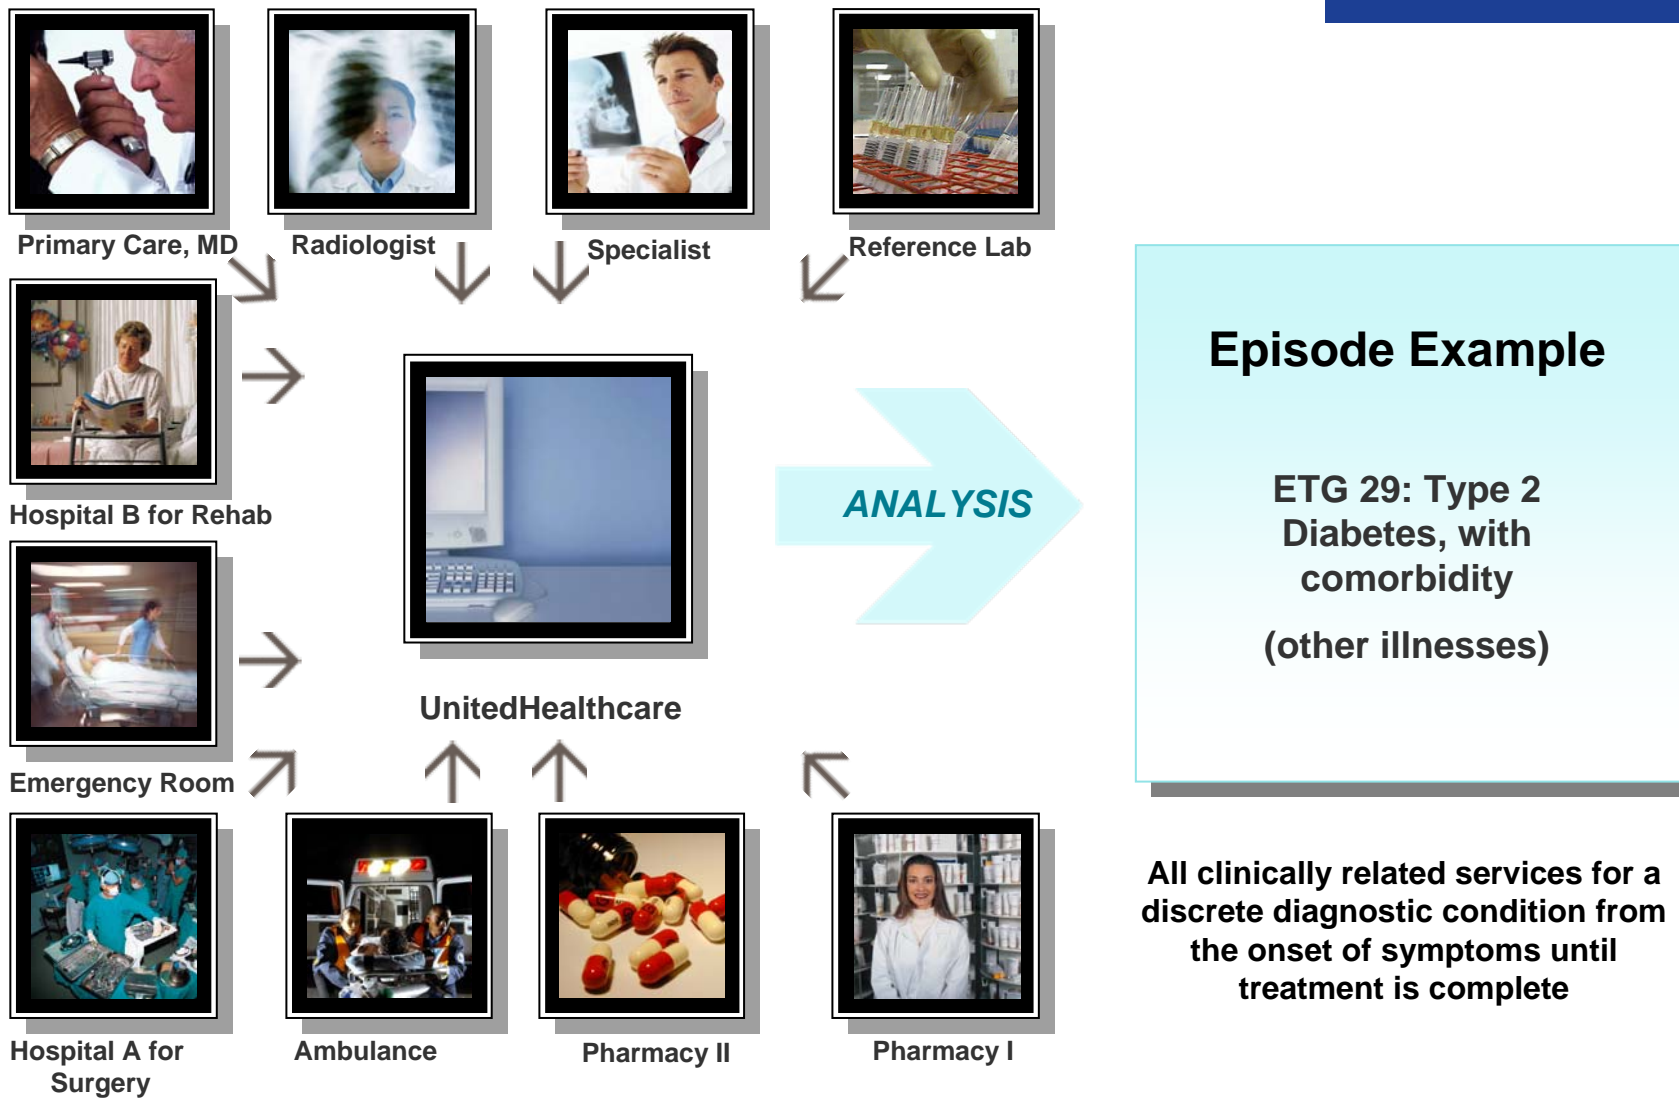 Primary Care, MD
Radiologist
Specialist
Reference Lab
Hospital B for Rehab
Emergency Room
UnitedHealthcare
ANALYSIS
Episode Example
ETG 29: Type 2
Diabetes, with
comorbidity
(other illnesses)
Hospital A for
Surgery
Ambulance
Pharmacy II
Pharmacy I
All clinically related services for a
discrete diagnostic condition from
the onset of symptoms until
treatment is complete